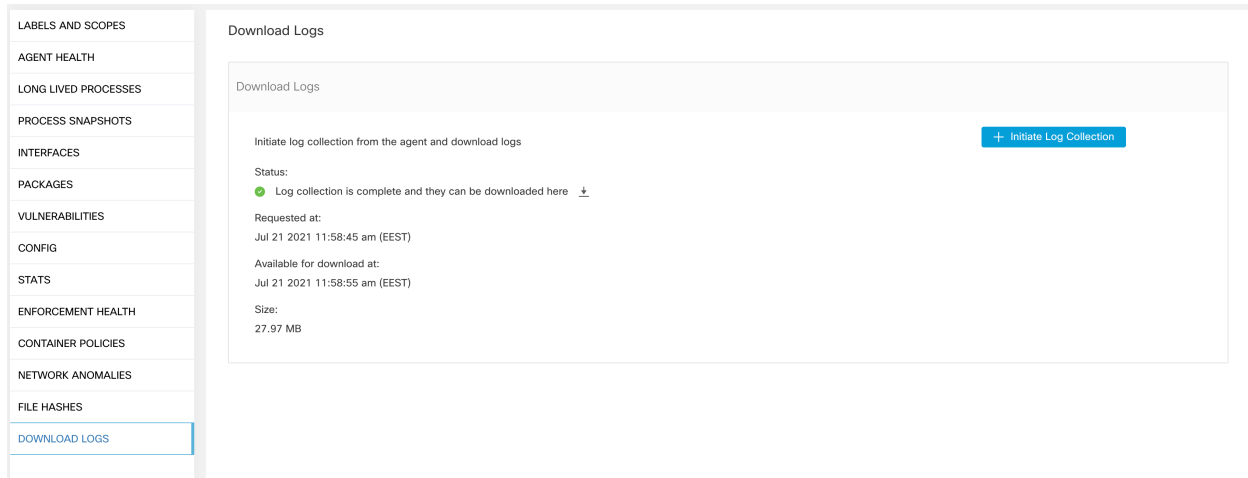 LABELS AND SCOPES
AGENT HEALTH
LONG LIVED PROCESSES
PROCESS SNAPSHOTS
INTERFACES
PACKAGES
VULNERABILITIES
CONFIG
STATS
ENFORCEMENT HEALTH
CONTAINER POLICIES
NETWORK ANOMALIES
FILE HASHES
DOWNLOAD LOGS
Download Logs
Download Logs
Initiate log collection from the agent and download logs
+ Initiate Log Collection
Status:
Log collection is complete and they can be downloaded here
Requested at:
Jul 21 2021 11:58:45 am (EEST)
Available for download at:
Jul 21 2021 11:58:55 am (EEST)
Size:
27.97 MB